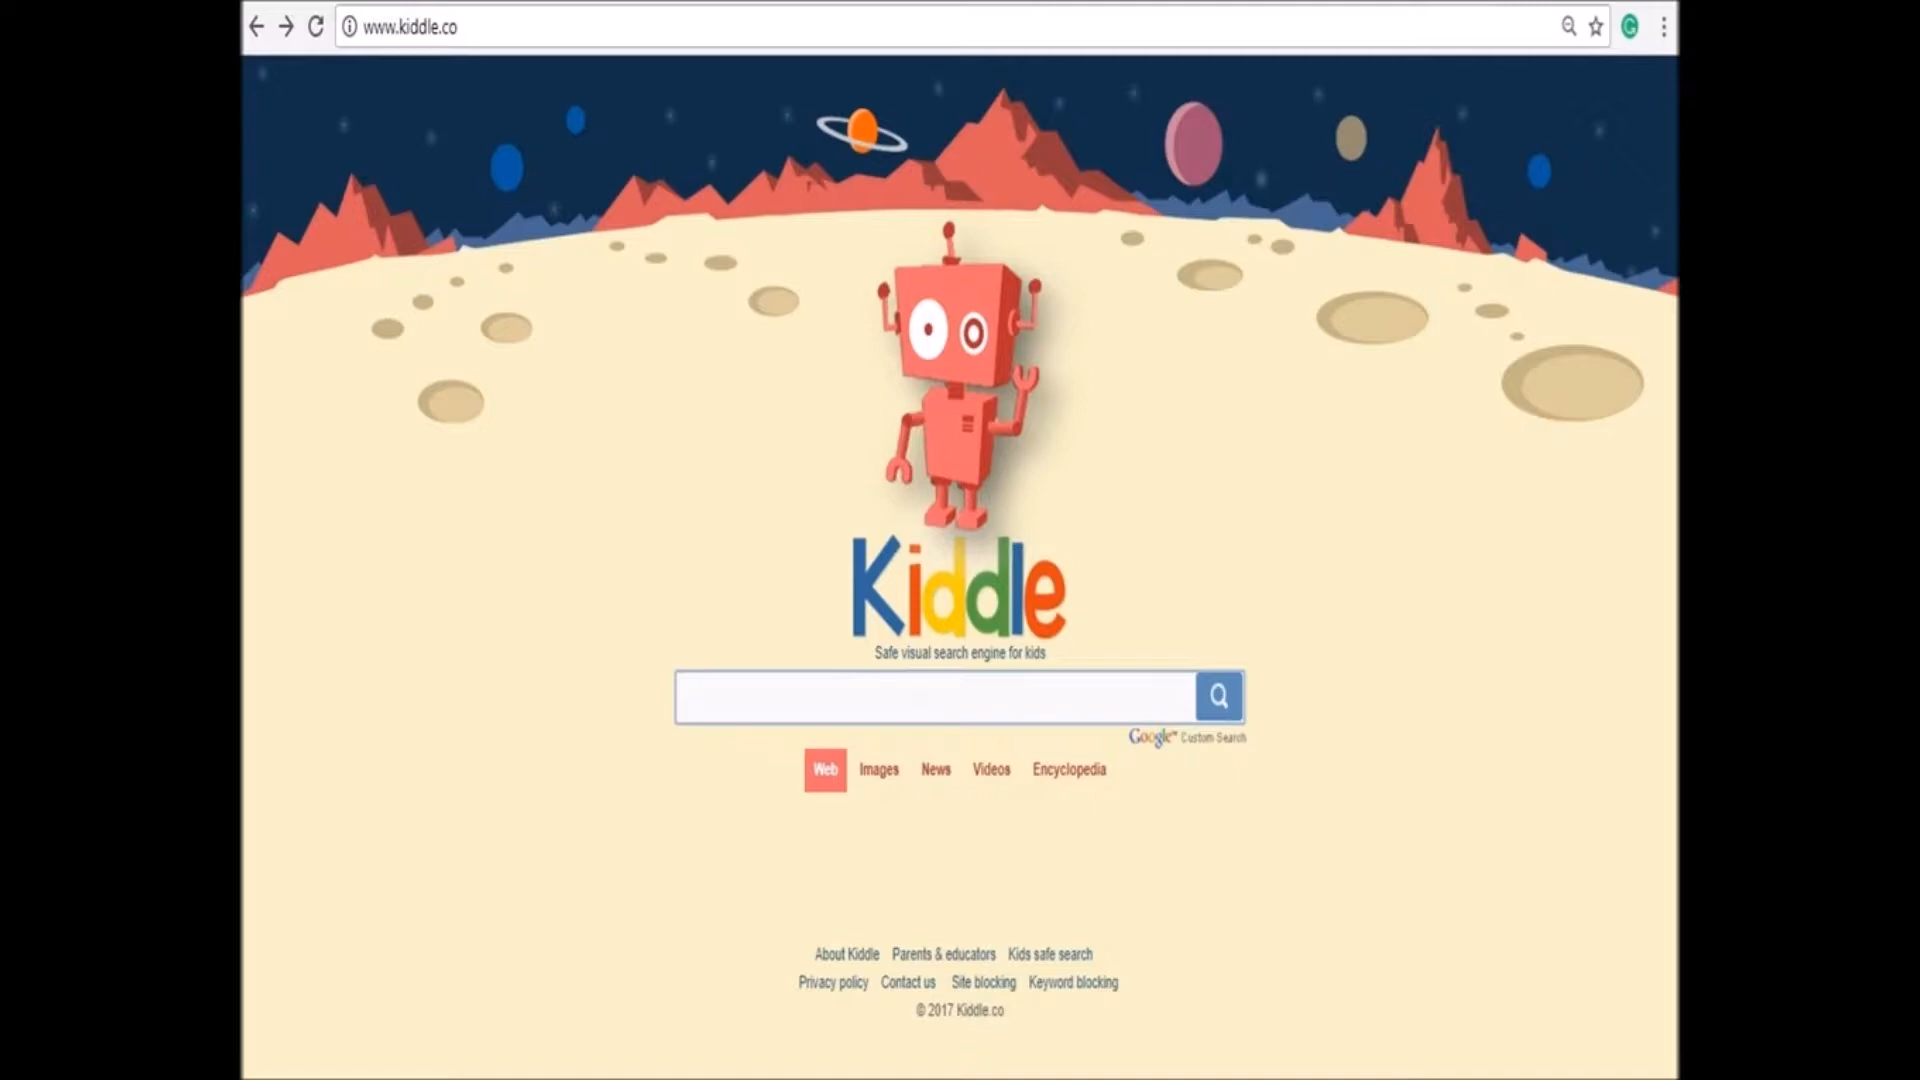 www.kiddle.co
Kiddle
Safe visual search engine for kids
Google™ Custom Search
Web Images News Videos Encyclopedia
About Kiddle Parents & educators Kids safe search
Privacy policy Contact us Site blocking Keyword blocking
© 2017 Kiddle.co